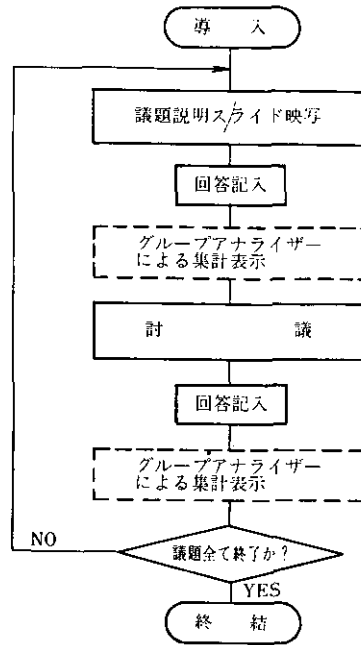 導入
議題説明スライド映写
回答記入
グループアナライザー
による集計表示
討議
回答記入
グループアナライザー
による集計表示
NO
議題全て終了か?
YES
終結